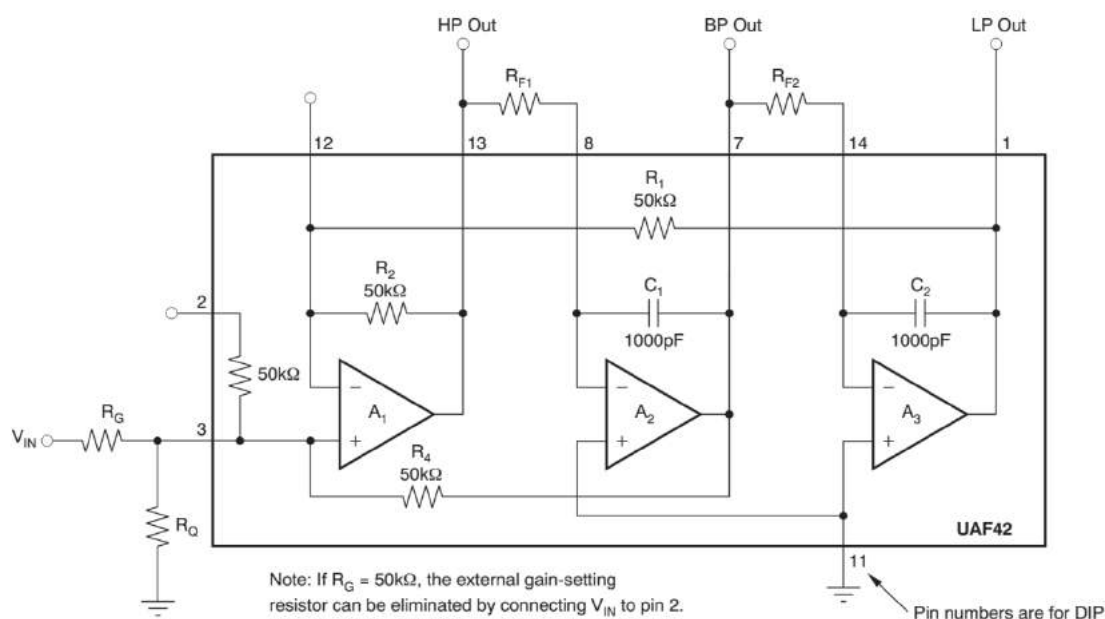 HP Out
BP Out
LP Out
R_F1
R_F2
12
13
8
7
14
1
R_1
50kΩ
R_2
50kΩ
C_1
1000pF
C_2
1000pF
2
50kΩ
−
A_1
+
−
A_2
+
−
A_3
+
R_G
V_IN
3
R_4
50kΩ
R_Q
UAF42
11
Note: If R_G = 50kΩ, the external gain-setting
resistor can be eliminated by connecting V_IN to pin 2.
Pin numbers are for DIP